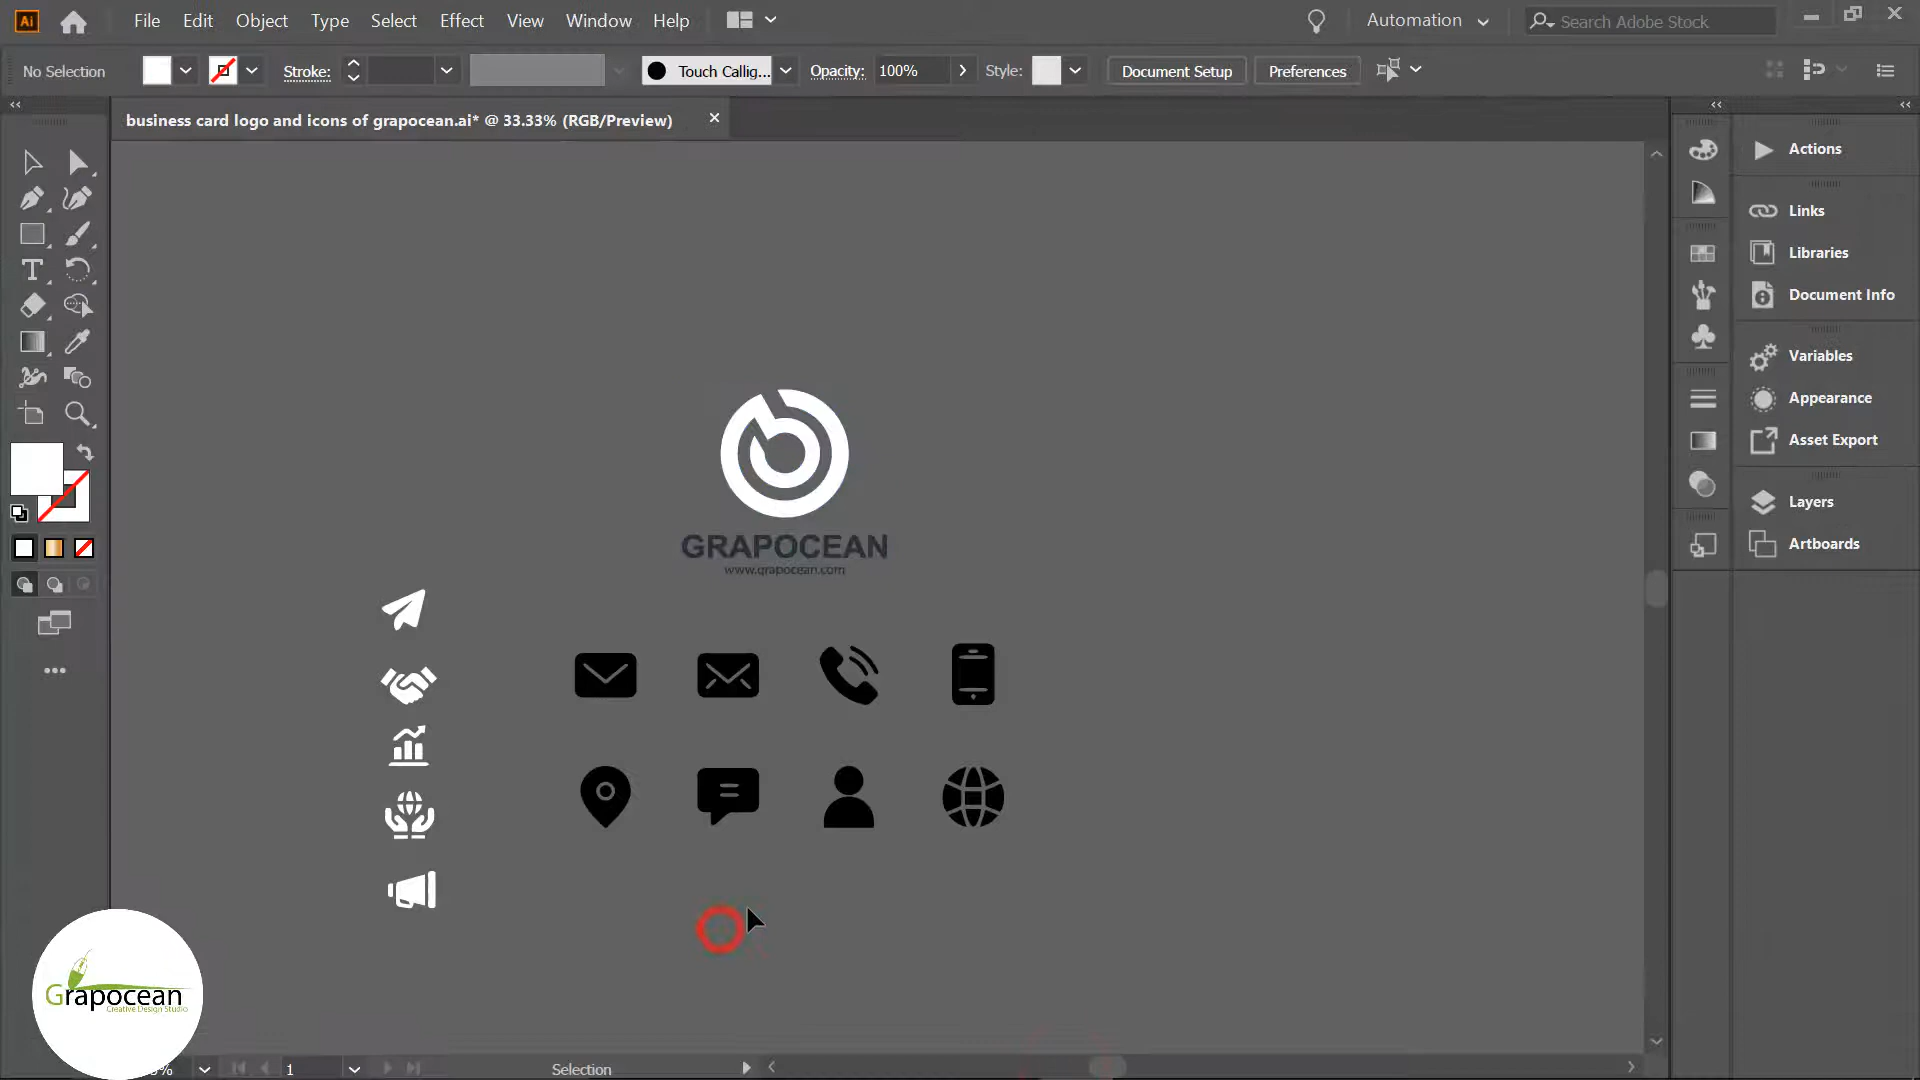 Ai File Edit Object Type Select Effect View Window Help Automation Search Adobe Stock
No Selection Stroke: Touch Callig... Opacity: 100% Style: Document Setup Preferences
business card logo and icons of grapocean.ai* @ 33.33% (RGB/Preview)
Actions
Links
Libraries
Document Info
Variables
Appearance
Asset Export
Layers
Artboards
GRAPOCEAN
www.grapocean.com
Grapocean
Creative Design Studio
% 1 Selection